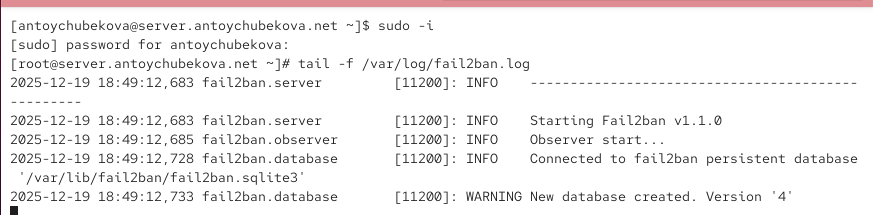 [antoychubekova@server.antoychubekova.net ~]$ sudo -i
[sudo] password for antoychubekova:
[root@server.antoychubekova.net ~]# tail -f /var/log/fail2ban.log
2025-12-19 18:49:12,683 fail2ban.server         [11200]: INFO    -----------------------------------------
---------
2025-12-19 18:49:12,683 fail2ban.server         [11200]: INFO    Starting Fail2ban v1.1.0
2025-12-19 18:49:12,685 fail2ban.observer       [11200]: INFO    Observer start...
2025-12-19 18:49:12,728 fail2ban.database       [11200]: INFO    Connected to fail2ban persistent database
 '/var/lib/fail2ban/fail2ban.sqlite3'
2025-12-19 18:49:12,733 fail2ban.database       [11200]: WARNING New database created. Version '4'